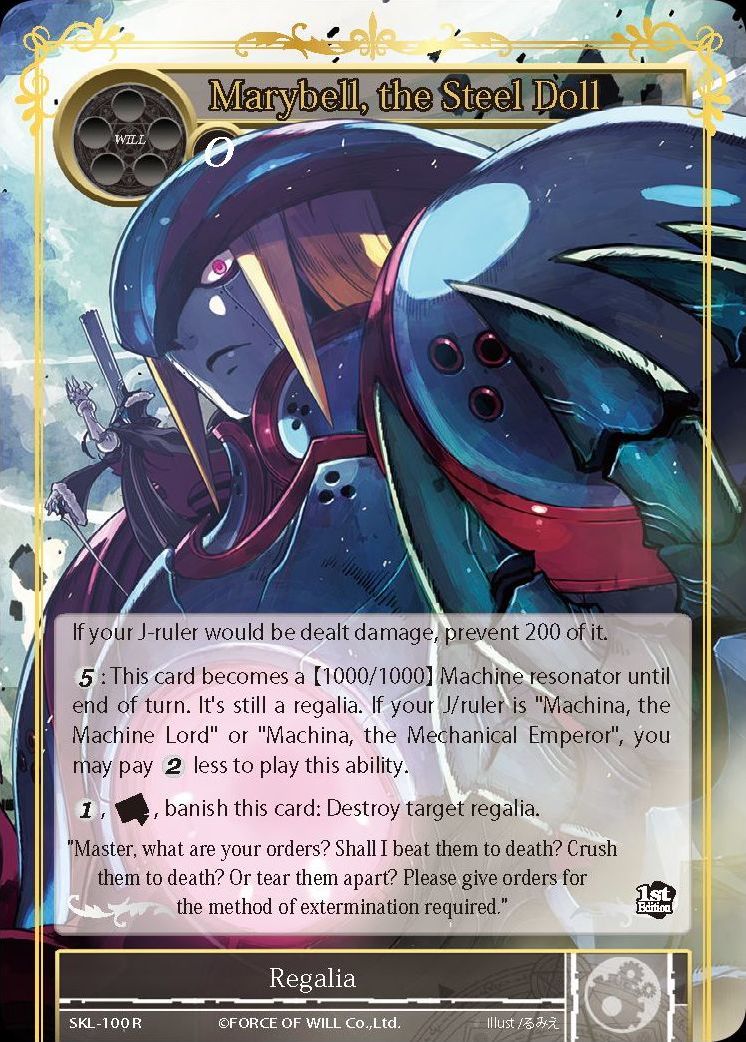 Marybell, the Steel Doll
WILL
0
If your J-ruler would be dealt damage, prevent 200 of it.
5 : This card becomes a 【1000/1000】 Machine resonator until
end of turn. It's still a regalia. If your J/ruler is "Machina, the
Machine Lord" or "Machina, the Mechanical Emperor", you
may pay 2 less to play this ability.
1 , , banish this card: Destroy target regalia.
"Master, what are your orders? Shall I beat them to death? Crush
them to death? Or tear them apart? Please give orders for
the method of extermination required."
1st
Edition
Regalia
SKL-100 R ©FORCE OF WILL Co.,Ltd. Illust /るみえ